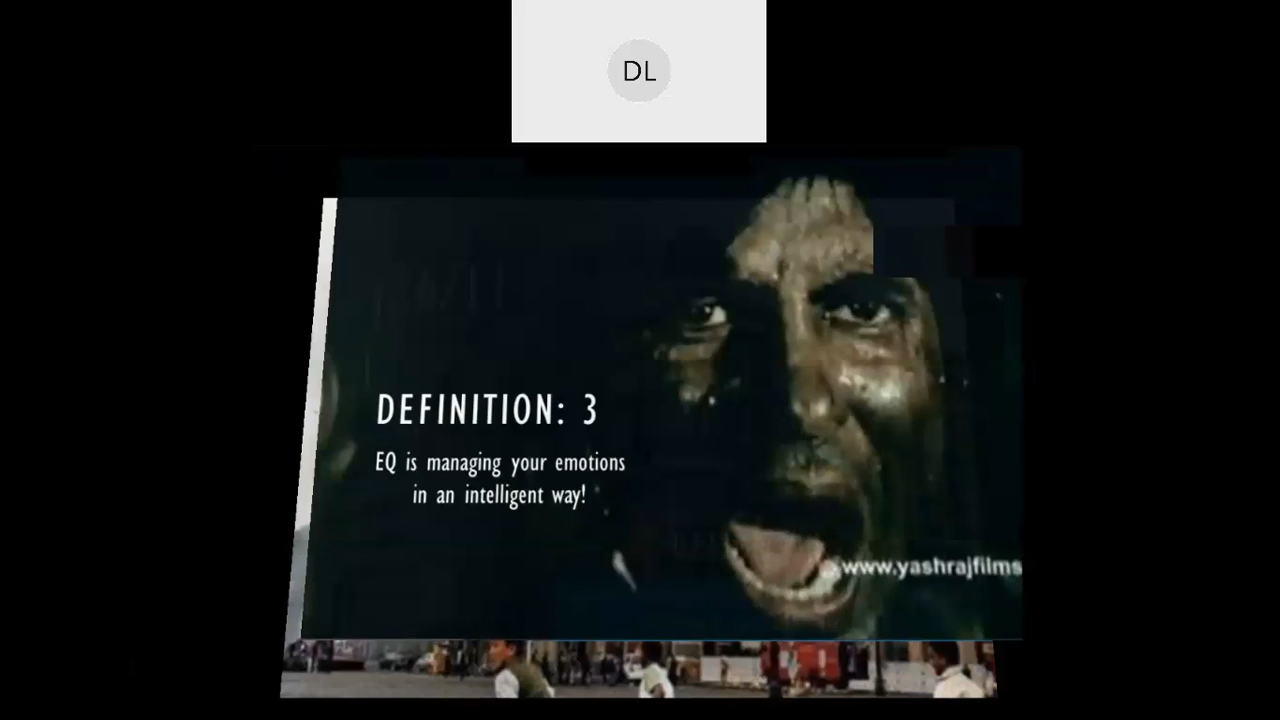 DL
DEFINITION: 3
EQ is managing your emotions
in an intelligent way!
www.yashrajfilms